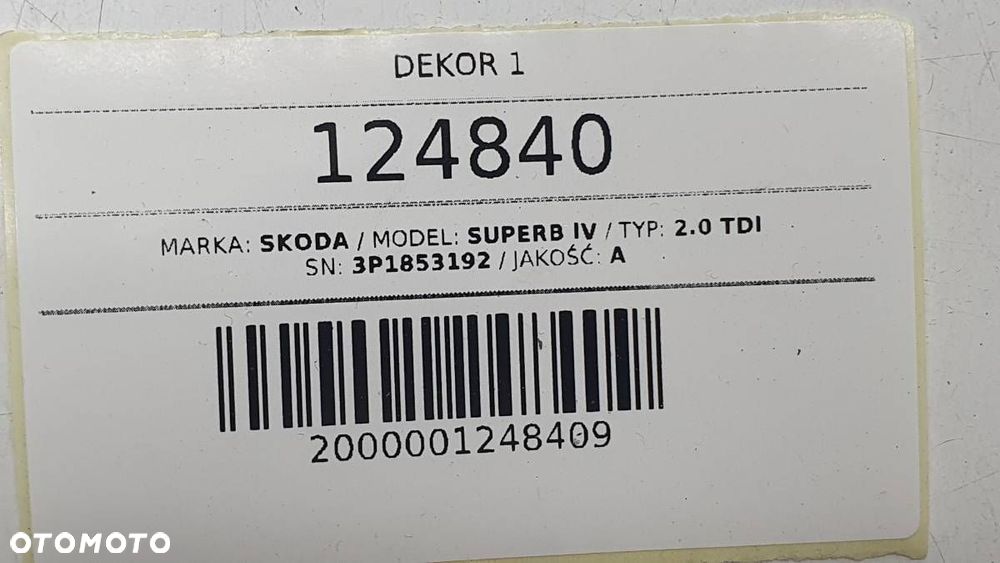 DEKOR 1
124840
MARKA: SKODA / MODEL: SUPERB IV / TYP: 2.0 TDI
SN: 3P1853192 / JAKOŚĆ: A
2000001248409
OTOMOTO